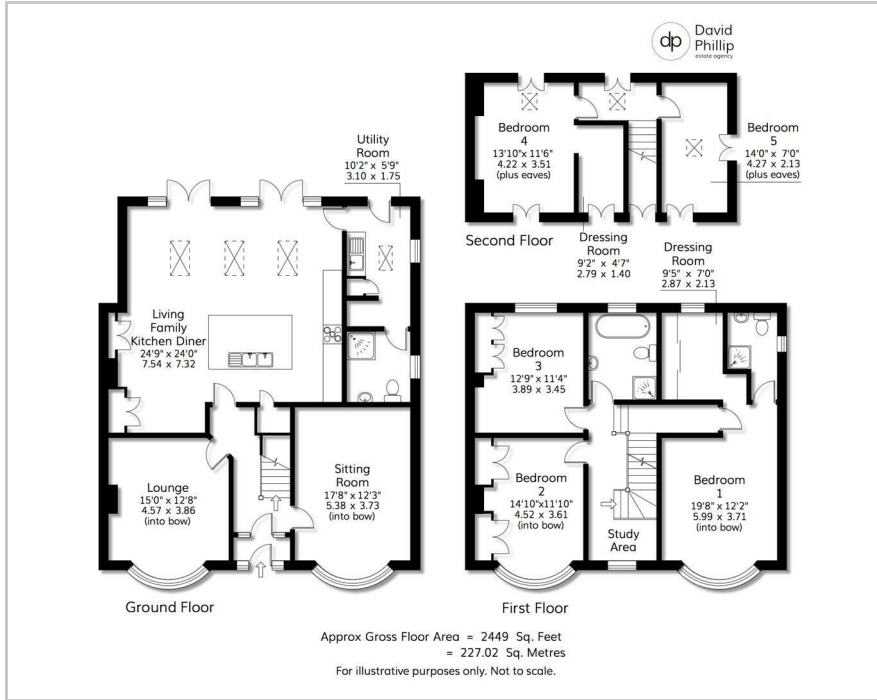 dp
David
Phillip
estate agency
Utility
Room
10'2" x 5'9"
3.10 x 1.75
Living
Family
Kitchen Diner
24'9" x 24'0"
7.54 x 7.32
Lounge
15'0" x 12'8"
4.57 x 3.86
(into bow)
Sitting
Room
17'8" x 12'3"
5.38 x 3.73
(into bow)
Ground Floor
Bedroom
4
13'10"x 11'6"
4.22 x 3.51
(plus eaves)
Bedroom
5
14'0" x 7'0"
4.27 x 2.13
(plus eaves)
Second Floor
Dressing
Room
9'2" x 4'7"
2.79 x 1.40
Dressing
Room
9'5" x 7'0"
2.87 x 2.13
Bedroom
3
12'9" x 11'4"
3.89 x 3.45
Bedroom
2
14'10"x11'10"
4.52 x 3.61
(into bow)
Study
Area
Bedroom
1
19'8" x 12'2"
5.99 x 3.71
(into bow)
First Floor
Approx Gross Floor Area = 2449 Sq. Feet
= 227.02 Sq. Metres
For illustrative purposes only. Not to scale.